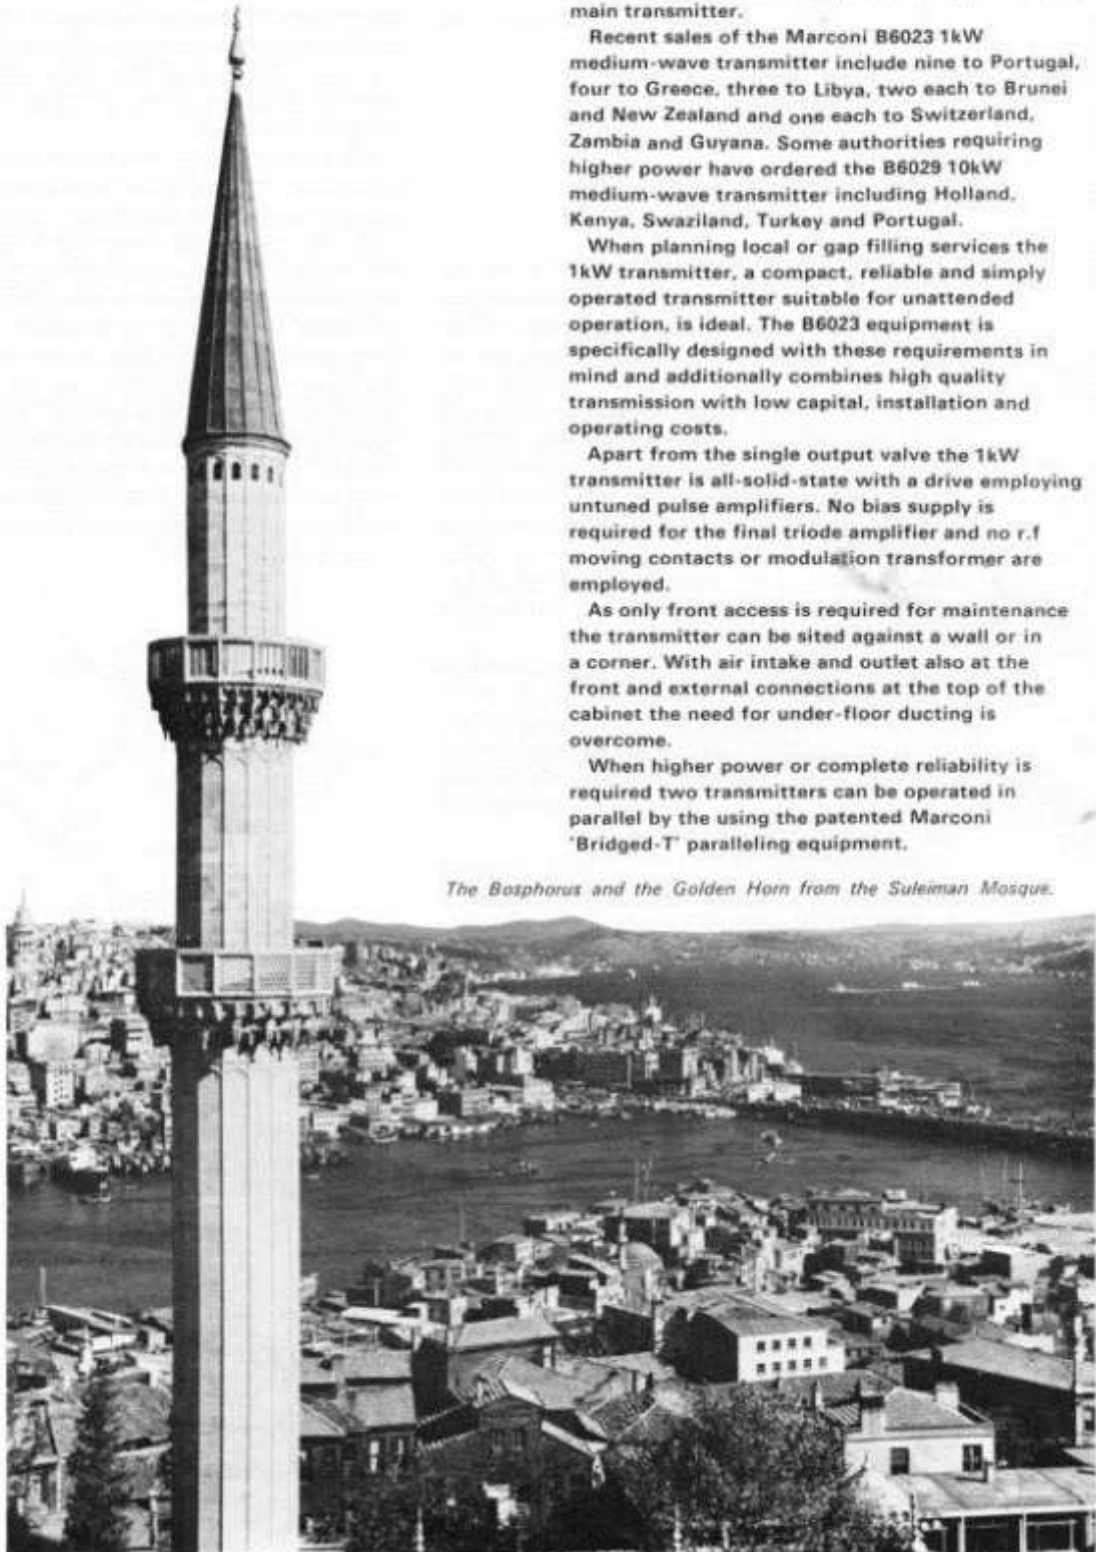 main transmitter.
Recent sales of the Marconi B6023 1kW
medium-wave transmitter include nine to Portugal,
four to Greece, three to Libya, two each to Brunei
and New Zealand and one each to Switzerland,
Zambia and Guyana. Some authorities requiring
higher power have ordered the B6029 10kW
medium-wave transmitter including Holland,
Kenya, Swaziland, Turkey and Portugal.
When planning local or gap filling services the
1kW transmitter, a compact, reliable and simply
operated transmitter suitable for unattended
operation, is ideal. The B6023 equipment is
specifically designed with these requirements in
mind and additionally combines high quality
transmission with low capital, installation and
operating costs.
Apart from the single output valve the 1kW
transmitter is all-solid-state with a drive employing
untuned pulse amplifiers. No bias supply is
required for the final triode amplifier and no r.f
moving contacts or modulation transformer are
employed.
As only front access is required for maintenance
the transmitter can be sited against a wall or in
a corner. With air intake and outlet also at the
front and external connections at the top of the
cabinet the need for under-floor ducting is
overcome.
When higher power or complete reliability is
required two transmitters can be operated in
parallel by the using the patented Marconi
'Bridged-T' paralleling equipment.
The Bosphorus and the Golden Horn from the Suleiman Mosque.